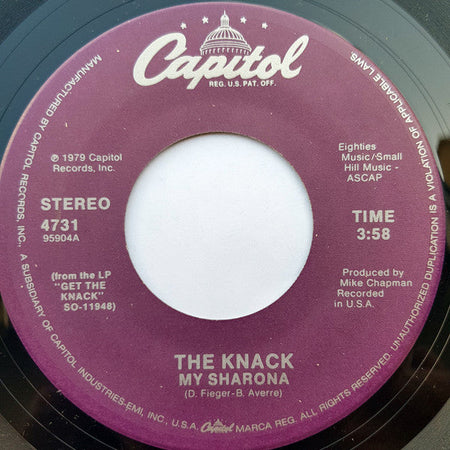 Capitol
REG. U.S. PAT. OFF.
℗ 1979 Capitol
Records, Inc.
STEREO
4731
95904A
(from the LP
"GET THE
KNACK"
SO-11948)
Eighties
Music/Small
Hill Music -
ASCAP
TIME
3:58
Produced by
Mike Chapman
Recorded
in U.S.A.
THE KNACK
MY SHARONA
(D. Fieger-B. Averre)
MANUFACTURED BY CAPITOL RECORDS, INC., A SUBSIDIARY OF CAPITOL INDUSTRIES-EMI, INC., U.S.A. Capitol MARCA REG. ALL RIGHTS RESERVED. UNAUTHORIZED DUPLICATION IS A VIOLATION OF APPLICABLE LAWS.